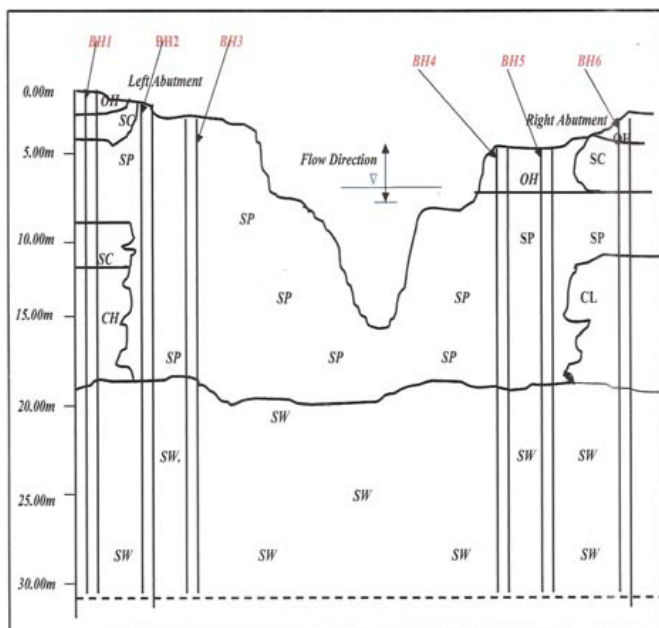 BH1 BH2 BH3
Left Abutment
BH4 BH5 BH6
Right Abutment
0.00m
OH
SC
SP
5.00m
Flow Direction
OH
OH
SC
SP
SP
SP
10.00m
SC
SP
SP
CL
15.00m
CH
SP
SP
SP
20.00m
SW
SW.
SW
SW
25.00m
SW
SW
SW
SW
SW
30.00m